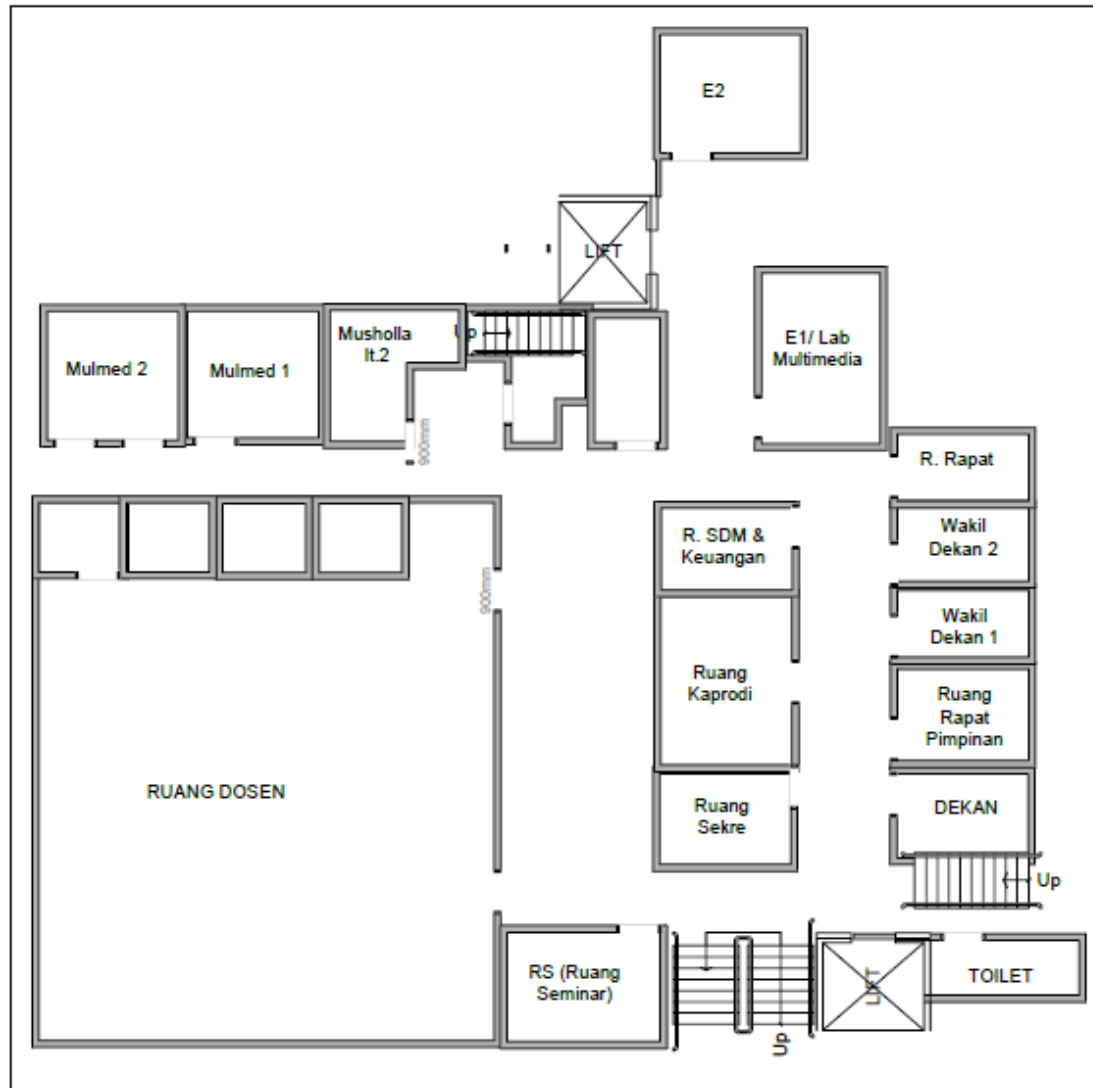 E2
LIFT
E1/ Lab
Multimedia
Mulmed 2
Mulmed 1
Musholla
lt.2
Up
900mm
R. Rapat
R. SDM &
Keuangan
Wakil
Dekan 2
900mm
Wakil
Dekan 1
Ruang
Kaprodi
Ruang
Rapat
Pimpinan
RUANG DOSEN
Ruang
Sekre
DEKAN
Up
RS (Ruang
Seminar)
LIFT
TOILET
Up